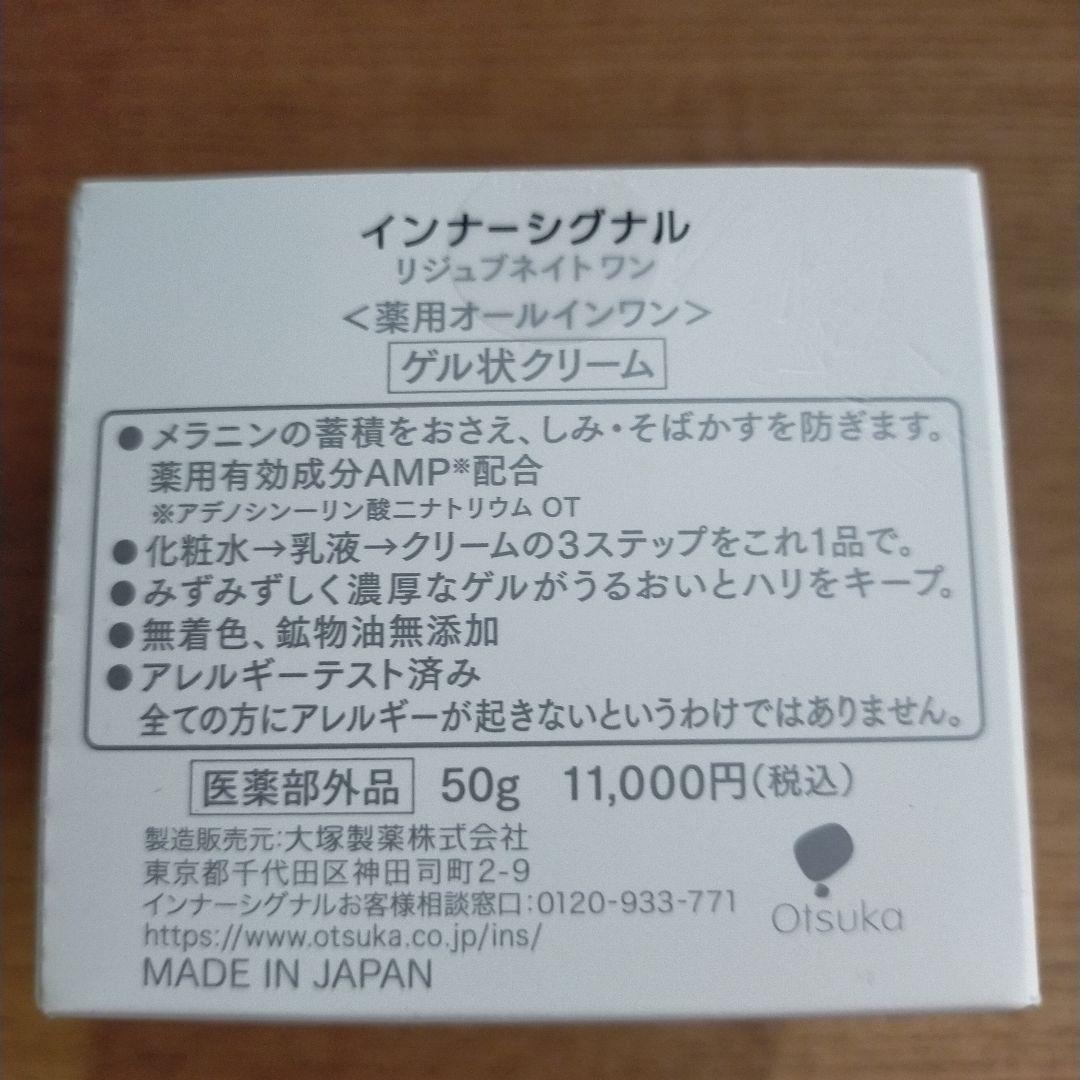 インナーシグナル
リジュブネイトワン
＜薬用オールインワン＞
ゲル状クリーム
●メラニンの蓄積をおさえ、しみ・そばかすを防ぎます。
薬用有効成分AMP※配合
※アデノシン一リン酸二ナトリウム OT
●化粧水→乳液→クリームの3ステップをこれ1品で。
●みずみずしく濃厚なゲルがうるおいとハリをキープ。
●無着色、鉱物油無添加
●アレルギーテスト済み
全ての方にアレルギーが起きないというわけではありません。
医薬部外品 50g 11,000円(税込)
製造販売元:大塚製薬株式会社
東京都千代田区神田司町2-9
インナーシグナルお客様相談窓口:0120-933-771
https://www.otsuka.co.jp/ins/
MADE IN JAPAN
Otsuka